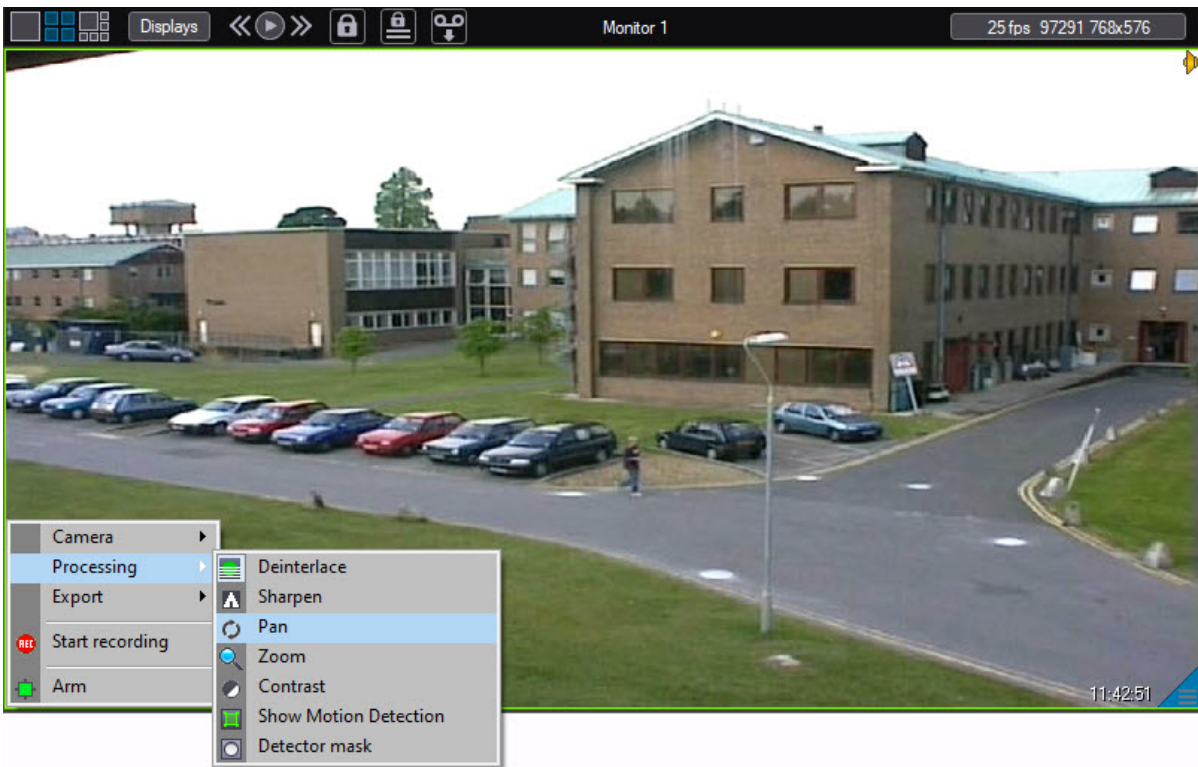 Displays
Monitor 1
25 fps 97291 768x576
Camera
Processing
Export
REC
Start recording
Arm
Deinterlace
Sharpen
Pan
Zoom
Contrast
Show Motion Detection
Detector mask
11:42:51